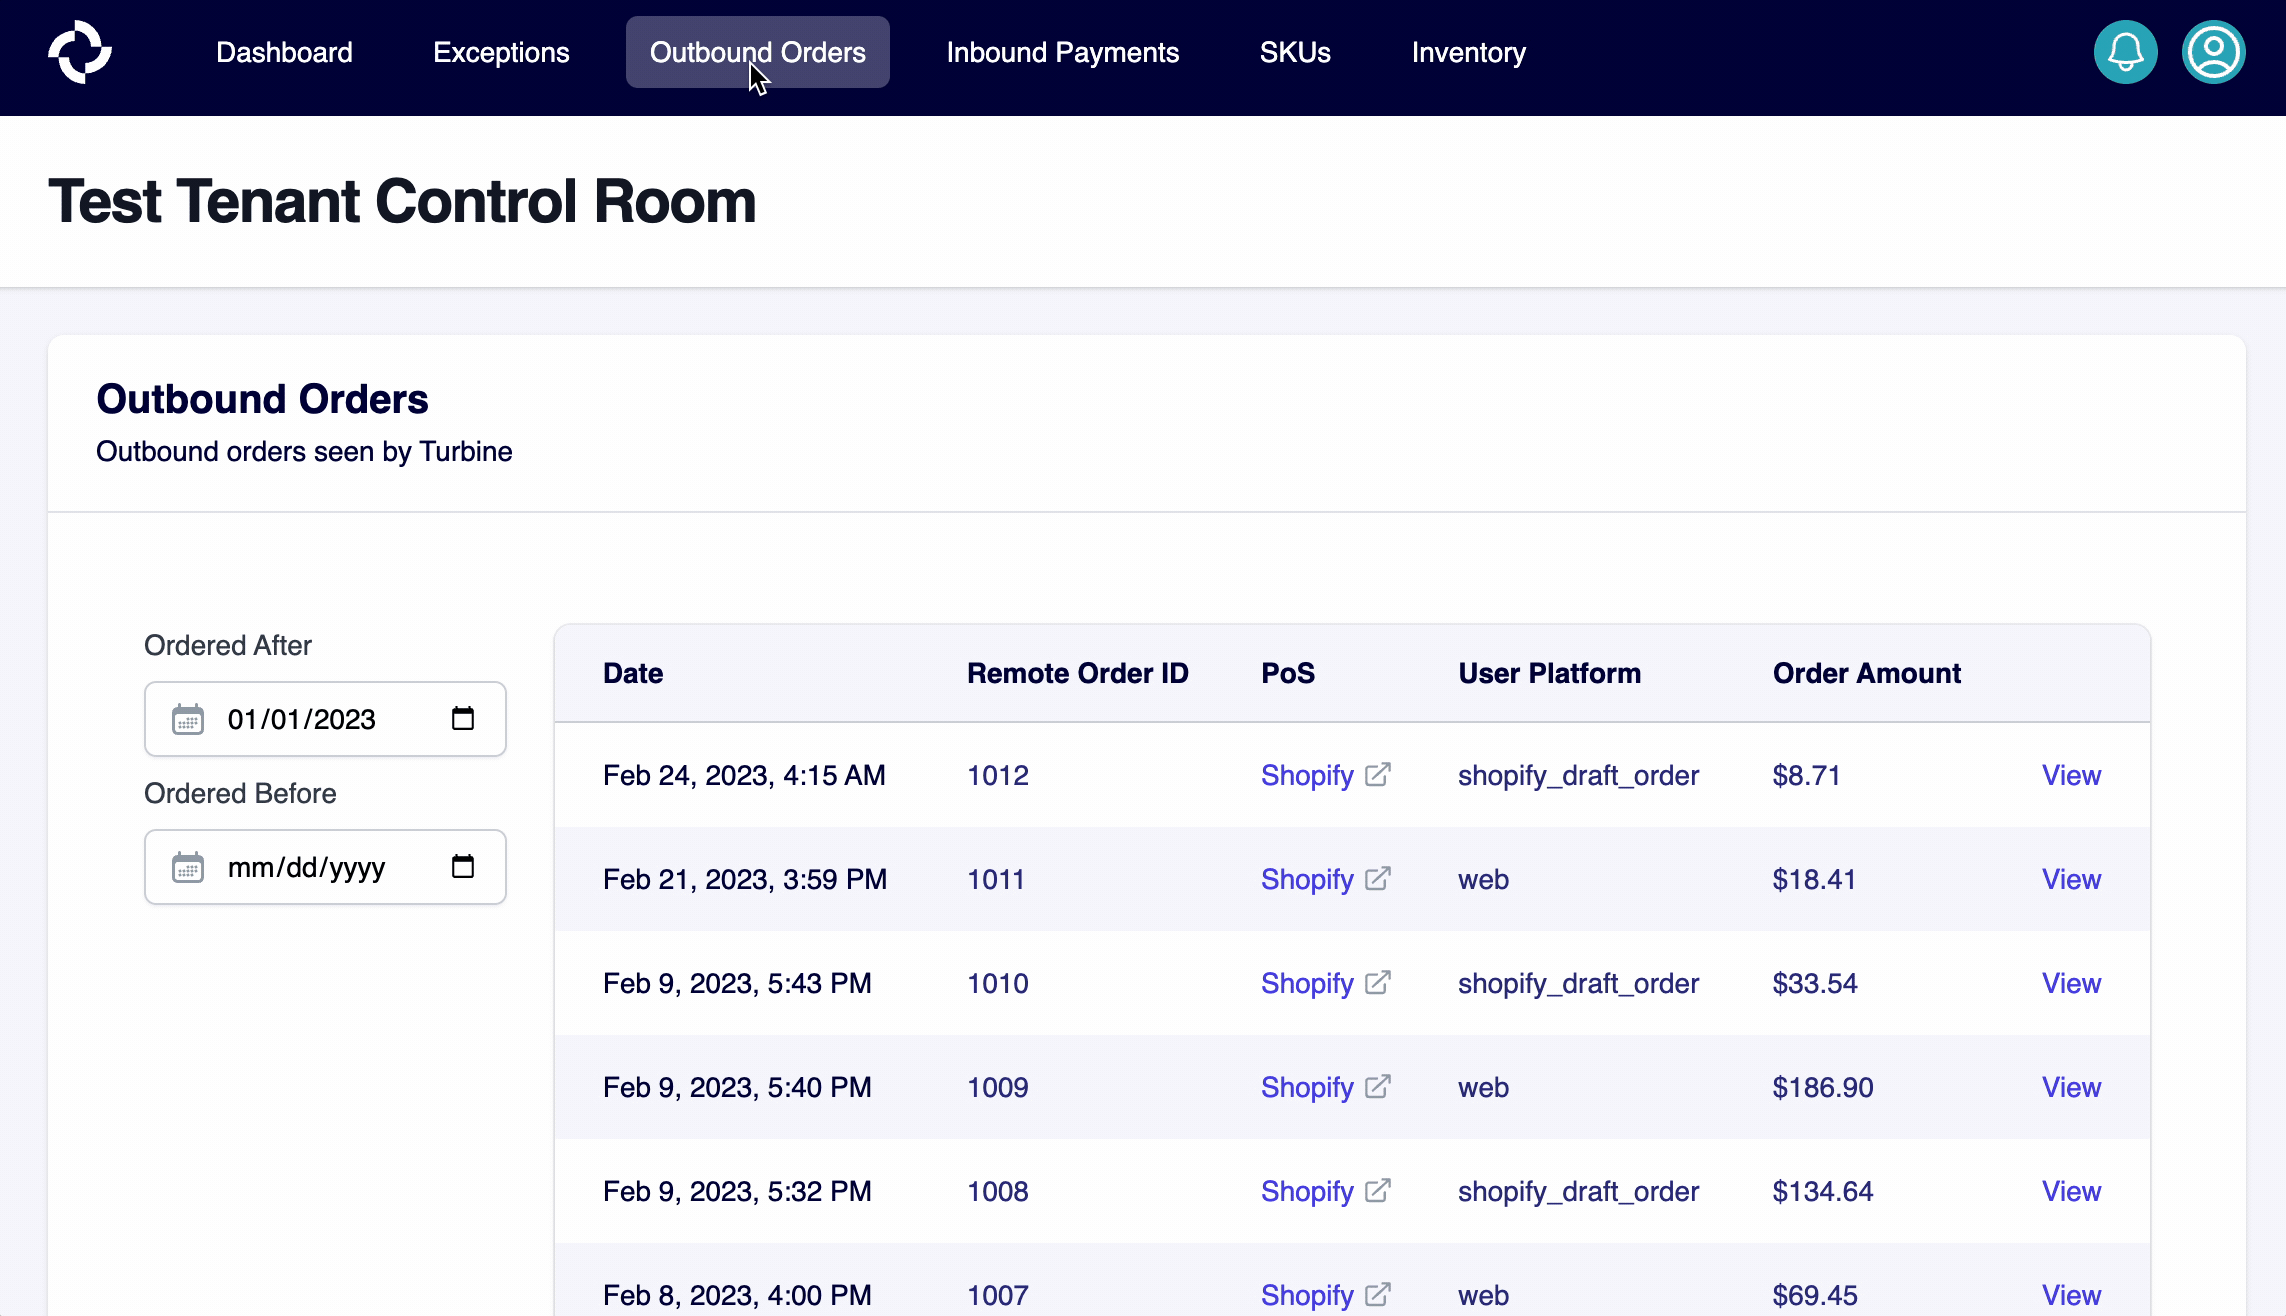 Dashboard Exceptions Outbound Orders Inbound Payments SKUs Inventory
Test Tenant Control Room
Outbound Orders
Outbound orders seen by Turbine
Ordered After
01/01/2023
Ordered Before
mm/dd/yyyy
Date Remote Order ID PoS User Platform Order Amount
Feb 24, 2023, 4:15 AM 1012 Shopify shopify_draft_order $8.71 View
Feb 21, 2023, 3:59 PM 1011 Shopify web $18.41 View
Feb 9, 2023, 5:43 PM 1010 Shopify shopify_draft_order $33.54 View
Feb 9, 2023, 5:40 PM 1009 Shopify web $186.90 View
Feb 9, 2023, 5:32 PM 1008 Shopify shopify_draft_order $134.64 View
Feb 8, 2023, 4:00 PM 1007 Shopify web $69.45 View